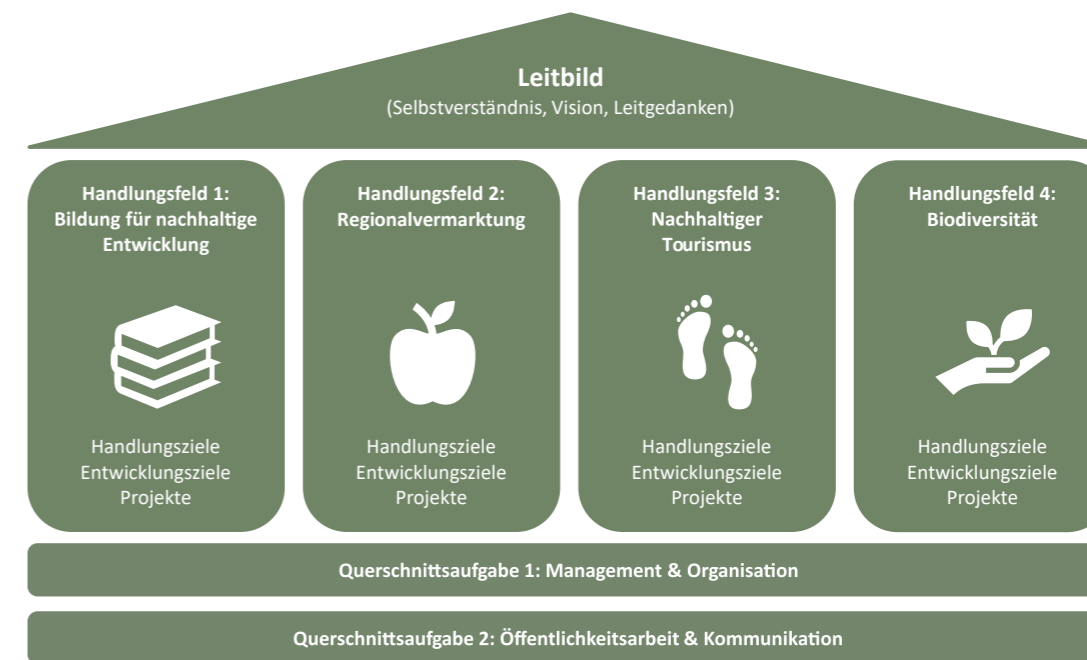 Leitbild
(Selbstverständnis, Vision, Leitgedanken)
Handlungsfeld 1:
Bildung für nachhaltige
Entwicklung
Handlungsziele
Entwicklungsziele
Projekte
Handlungsfeld 2:
Regionalvermarktung
Handlungsziele
Entwicklungsziele
Projekte
Handlungsfeld 3:
Nachhaltiger
Tourismus
Handlungsziele
Entwicklungsziele
Projekte
Handlungsfeld 4:
Biodiversität
Handlungsziele
Entwicklungsziele
Projekte
Querschnittsaufgabe 1: Management & Organisation
Querschnittsaufgabe 2: Öffentlichkeitsarbeit & Kommunikation